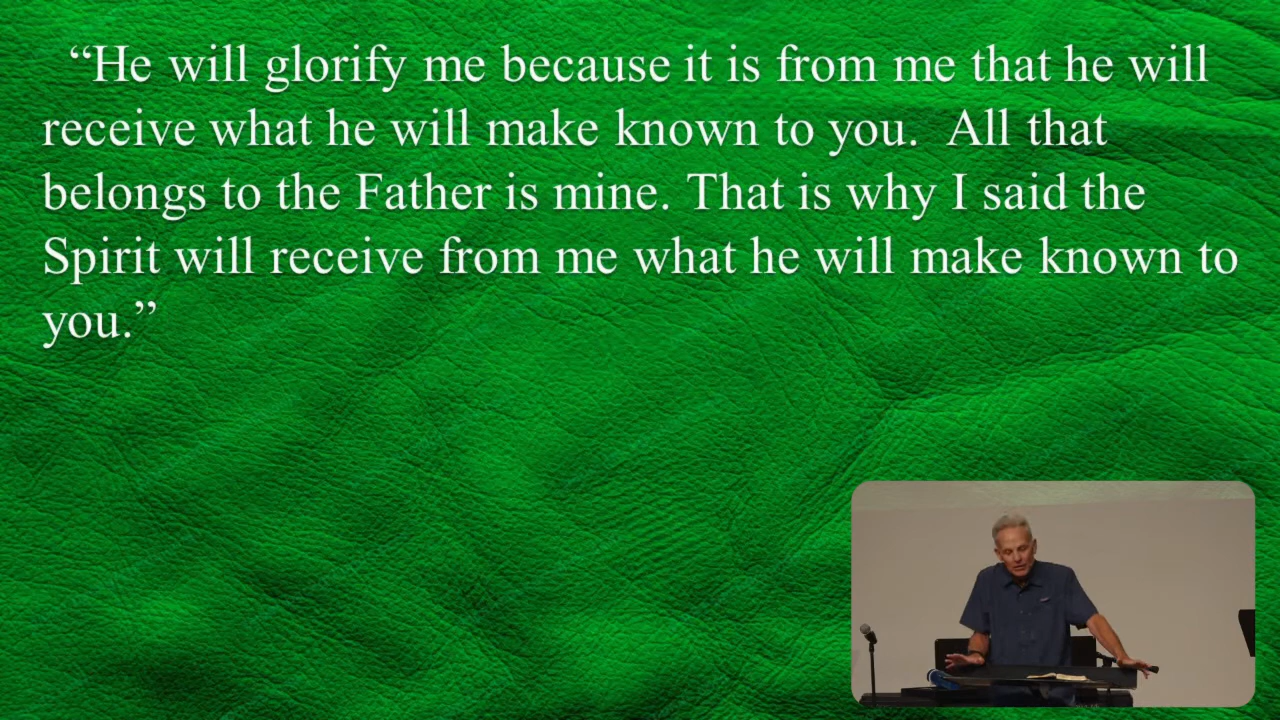 “He will glorify me because it is from me that he will
receive what he will make known to you.  All that
belongs to the Father is mine. That is why I said the
Spirit will receive from me what he will make known to
you.”